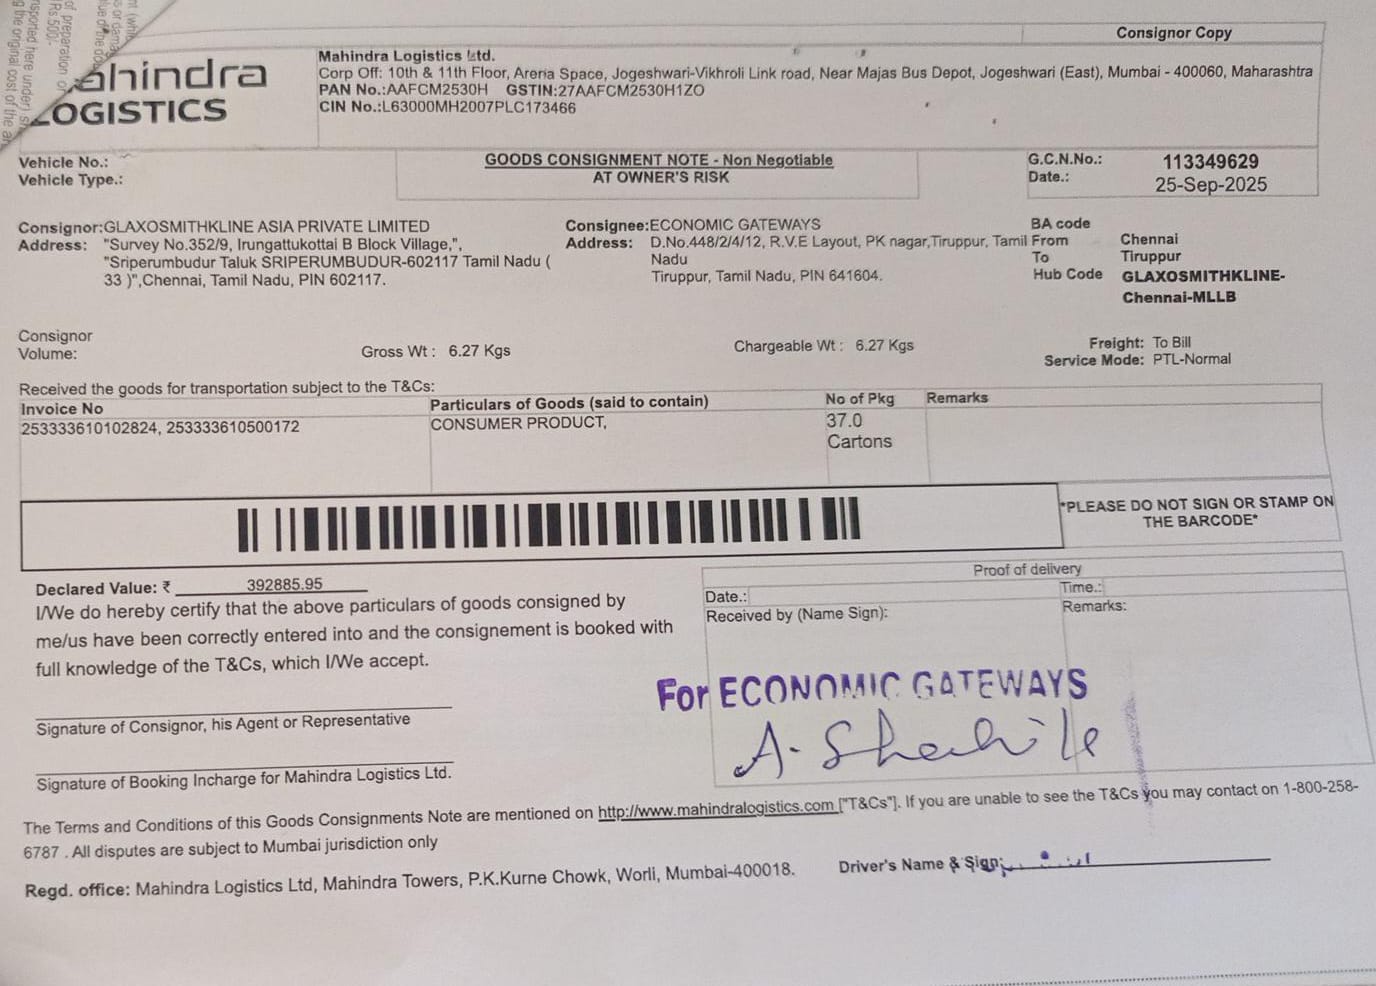 Consignor Copy
ahindra
LOGISTICS
Mahindra Logistics Ltd.
Corp Off: 10th & 11th Floor, Arena Space, Jogeshwari-Vikhroli Link road, Near Majas Bus Depot, Jogeshwari (East), Mumbai - 400060, Maharashtra
PAN No.:AAFCM2530H GSTIN:27AAFCM2530H1ZO
CIN No.:L63000MH2007PLC173466
Vehicle No.:
Vehicle Type.:
GOODS CONSIGNMENT NOTE - Non Negotiable
AT OWNER'S RISK
G.C.N.No.: 113349629
Date.: 25-Sep-2025
Consignor:GLAXOSMITHKLINE ASIA PRIVATE LIMITED
Address: "Survey No.352/9, Irungattukottai B Block Village,",
"Sriperumbudur Taluk SRIPERUMBUDUR-602117 Tamil Nadu (
33 )",Chennai, Tamil Nadu, PIN 602117.
Consignee:ECONOMIC GATEWAYS
Address: D.No.448/2/4/12, R.V.E Layout, PK nagar,Tiruppur, Tamil
Nadu
Tiruppur, Tamil Nadu, PIN 641604.
BA code
From Chennai
To Tiruppur
Hub Code GLAXOSMITHKLINE-
Chennai-MLLB
Consignor
Volume:
Gross Wt : 6.27 Kgs
Chargeable Wt : 6.27 Kgs
Freight: To Bill
Service Mode: PTL-Normal
Received the goods for transportation subject to the T&Cs:
Invoice No Particulars of Goods (said to contain) No of Pkg Remarks
253333610102824, 253333610500172 CONSUMER PRODUCT, 37.0
Cartons
*PLEASE DO NOT SIGN OR STAMP ON
THE BARCODE*
Declared Value: ₹ 392885.95
I/We do hereby certify that the above particulars of goods consigned by
me/us have been correctly entered into and the consignement is booked with
full knowledge of the T&Cs, which I/We accept.
Proof of delivery
Date.: Time.:
Received by (Name Sign): Remarks:
For ECONOMIC GATEWAYS
Signature of Consignor, his Agent or Representative
Signature of Booking Incharge for Mahindra Logistics Ltd.
The Terms and Conditions of this Goods Consignments Note are mentioned on http://www.mahindralogistics.com ["T&Cs"]. If you are unable to see the T&Cs you may contact on 1-800-258-
6787 . All disputes are subject to Mumbai jurisdiction only
Regd. office: Mahindra Logistics Ltd, Mahindra Towers, P.K.Kurne Chowk, Worli, Mumbai-400018.
Driver's Name & Sign: